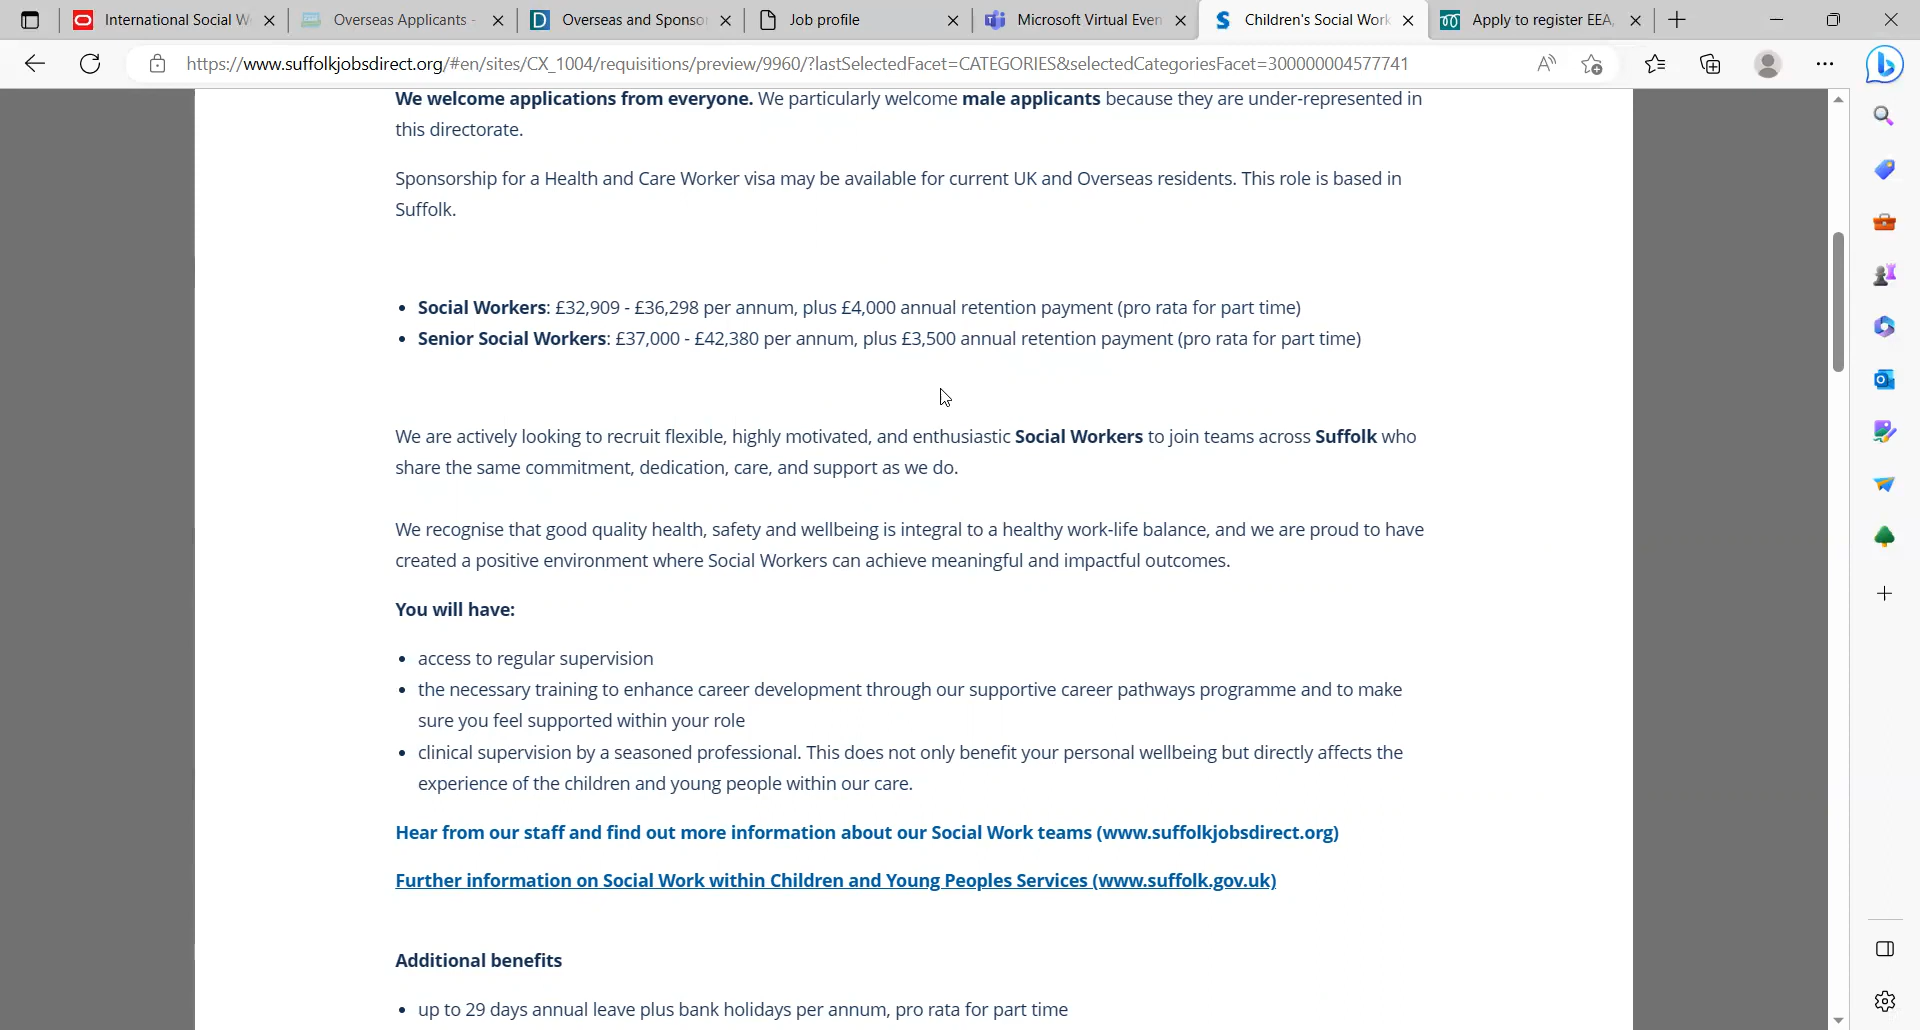 International Social W
Overseas Applicants -
Overseas and Sponso
Job profile
Microsoft Virtual Even
Children's Social Work
Apply to register EEA,
https://www.suffolkjobsdirect.org/#en/sites/CX_1004/requisitions/preview/9960/?lastSelectedFacet=CATEGORIES&selectedCategoriesFacet=300000004577741
We welcome applications from everyone. We particularly welcome male applicants because they are under-represented in
this directorate.
Sponsorship for a Health and Care Worker visa may be available for current UK and Overseas residents. This role is based in
Suffolk.
• Social Workers: £32,909 - £36,298 per annum, plus £4,000 annual retention payment (pro rata for part time)
• Senior Social Workers: £37,000 - £42,380 per annum, plus £3,500 annual retention payment (pro rata for part time)
We are actively looking to recruit flexible, highly motivated, and enthusiastic Social Workers to join teams across Suffolk who
share the same commitment, dedication, care, and support as we do.
We recognise that good quality health, safety and wellbeing is integral to a healthy work-life balance, and we are proud to have
created a positive environment where Social Workers can achieve meaningful and impactful outcomes.
You will have:
• access to regular supervision
• the necessary training to enhance career development through our supportive career pathways programme and to make
sure you feel supported within your role
• clinical supervision by a seasoned professional. This does not only benefit your personal wellbeing but directly affects the
experience of the children and young people within our care.
Hear from our staff and find out more information about our Social Work teams (www.suffolkjobsdirect.org)
Further information on Social Work within Children and Young Peoples Services (www.suffolk.gov.uk)
Additional benefits
• up to 29 days annual leave plus bank holidays per annum, pro rata for part time